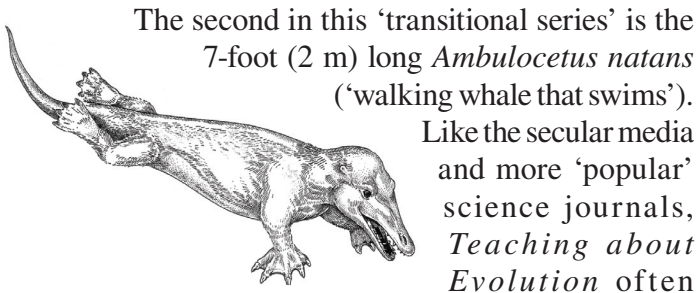 The second in this ‘transitional series’ is the
7-foot (2 m) long Ambulocetus natans
(‘walking whale that swims’).
Like the secular media
and more ‘popular’
science journals,
Teaching about
Evolution often